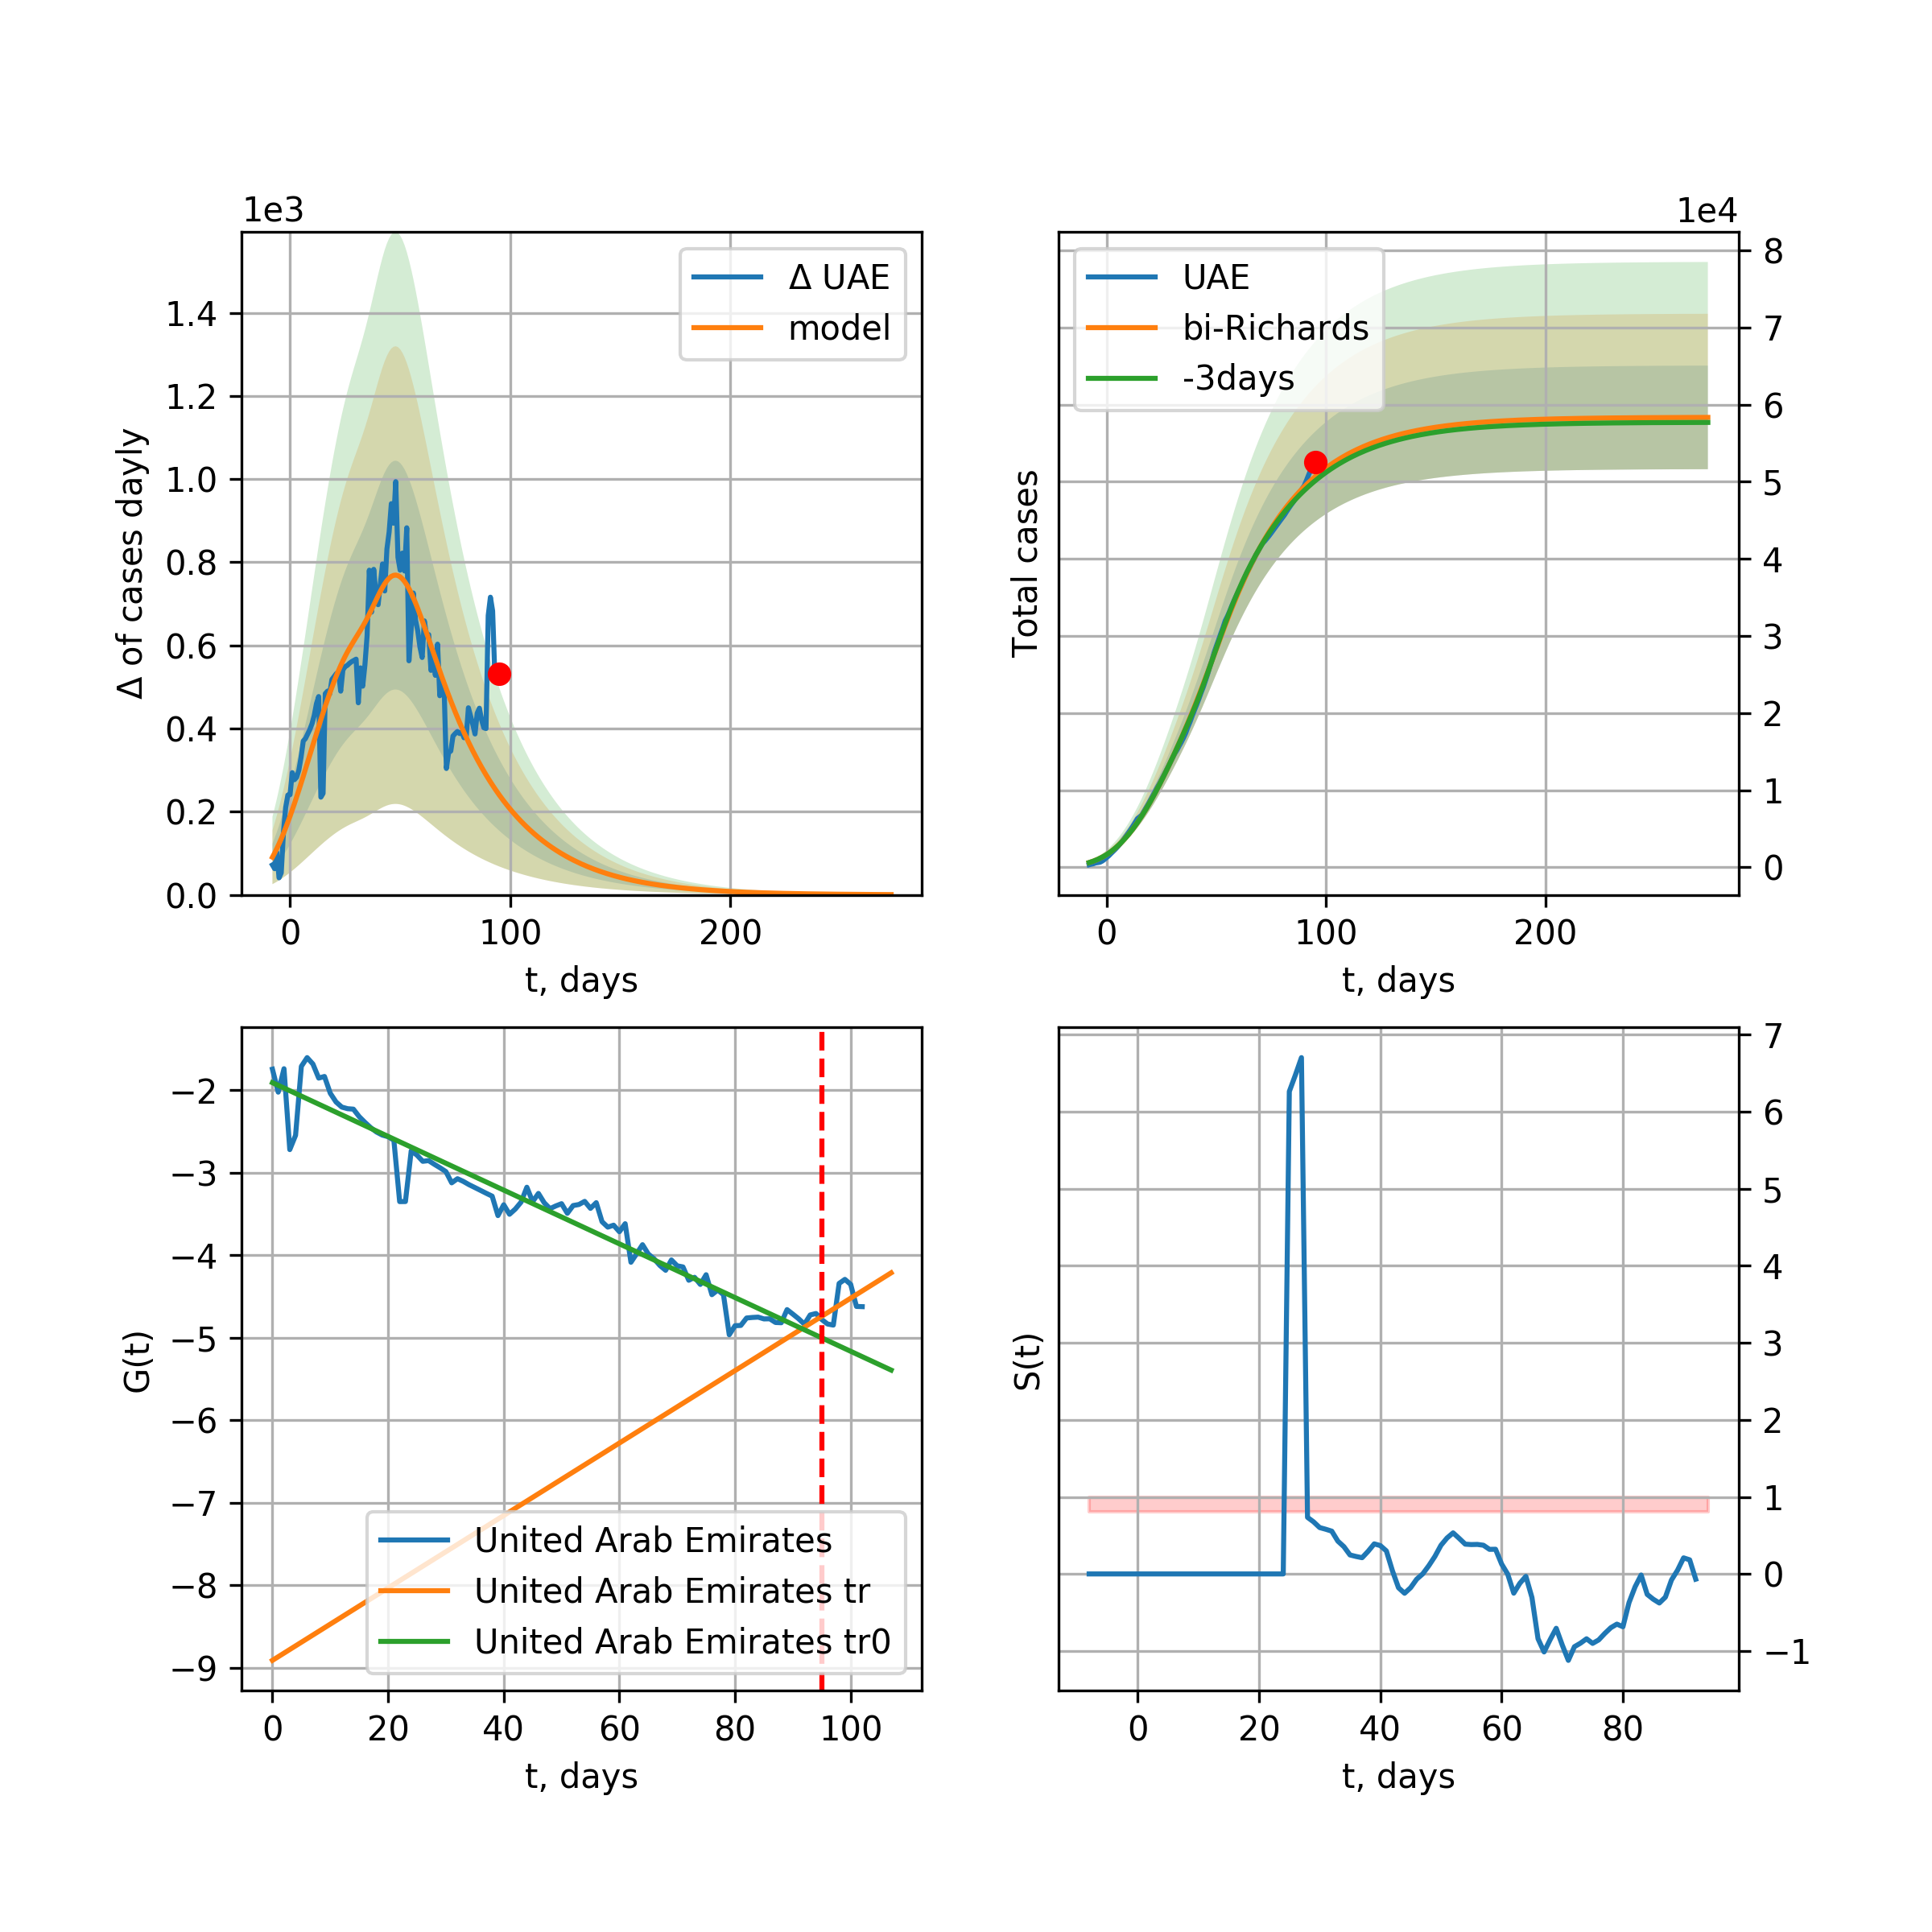 1e3
1.4
1.2
1.0
0.8
0.6
0.4
0.2
0.0
Δ of cases dayly
Δ UAE
model
0 100 200
t, days
1e4
8
7
6
5
4
3
2
1
0
Total cases
UAE
bi-Richards
-3days
0 100 200
t, days
−2
−3
−4
−5
−6
−7
−8
−9
G(t)
United Arab Emirates
United Arab Emirates tr
United Arab Emirates tr0
0 20 40 60 80 100
t, days
7
6
5
4
3
2
1
0
−1
S(t)
0 20 40 60 80
t, days